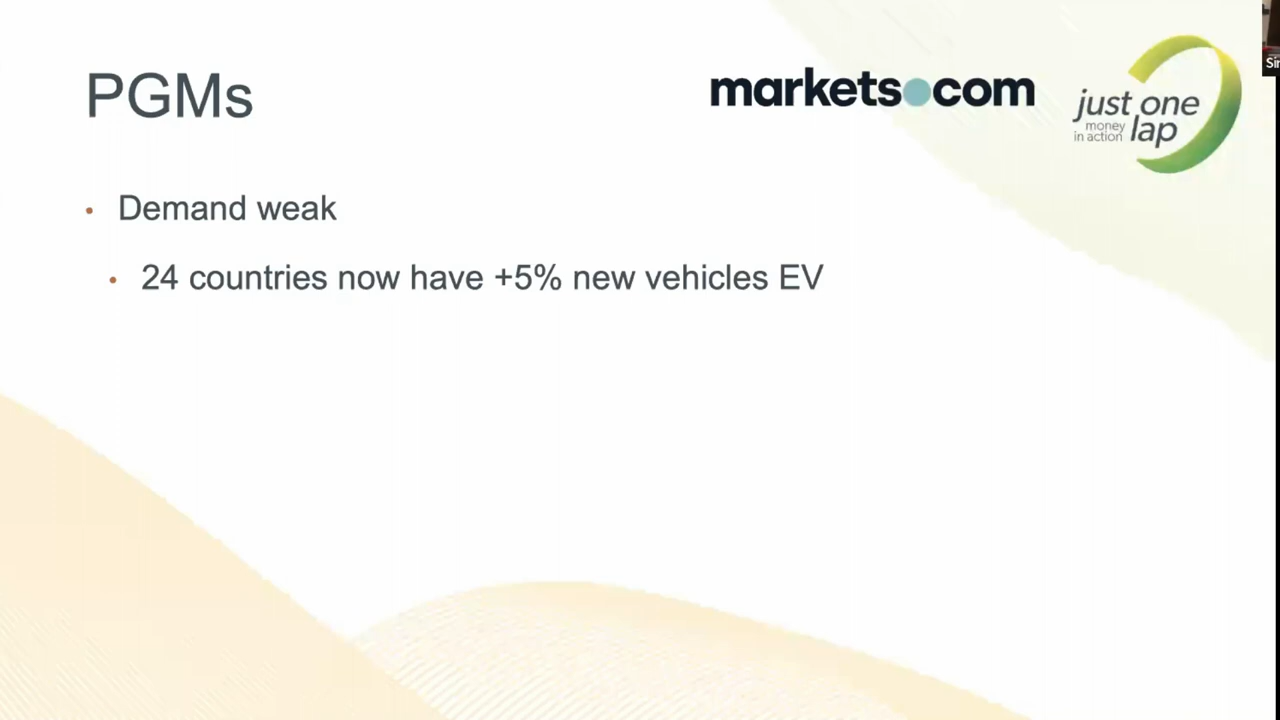 PGMs
markets.com
just one
money
in action lap
Demand weak
24 countries now have +5% new vehicles EV